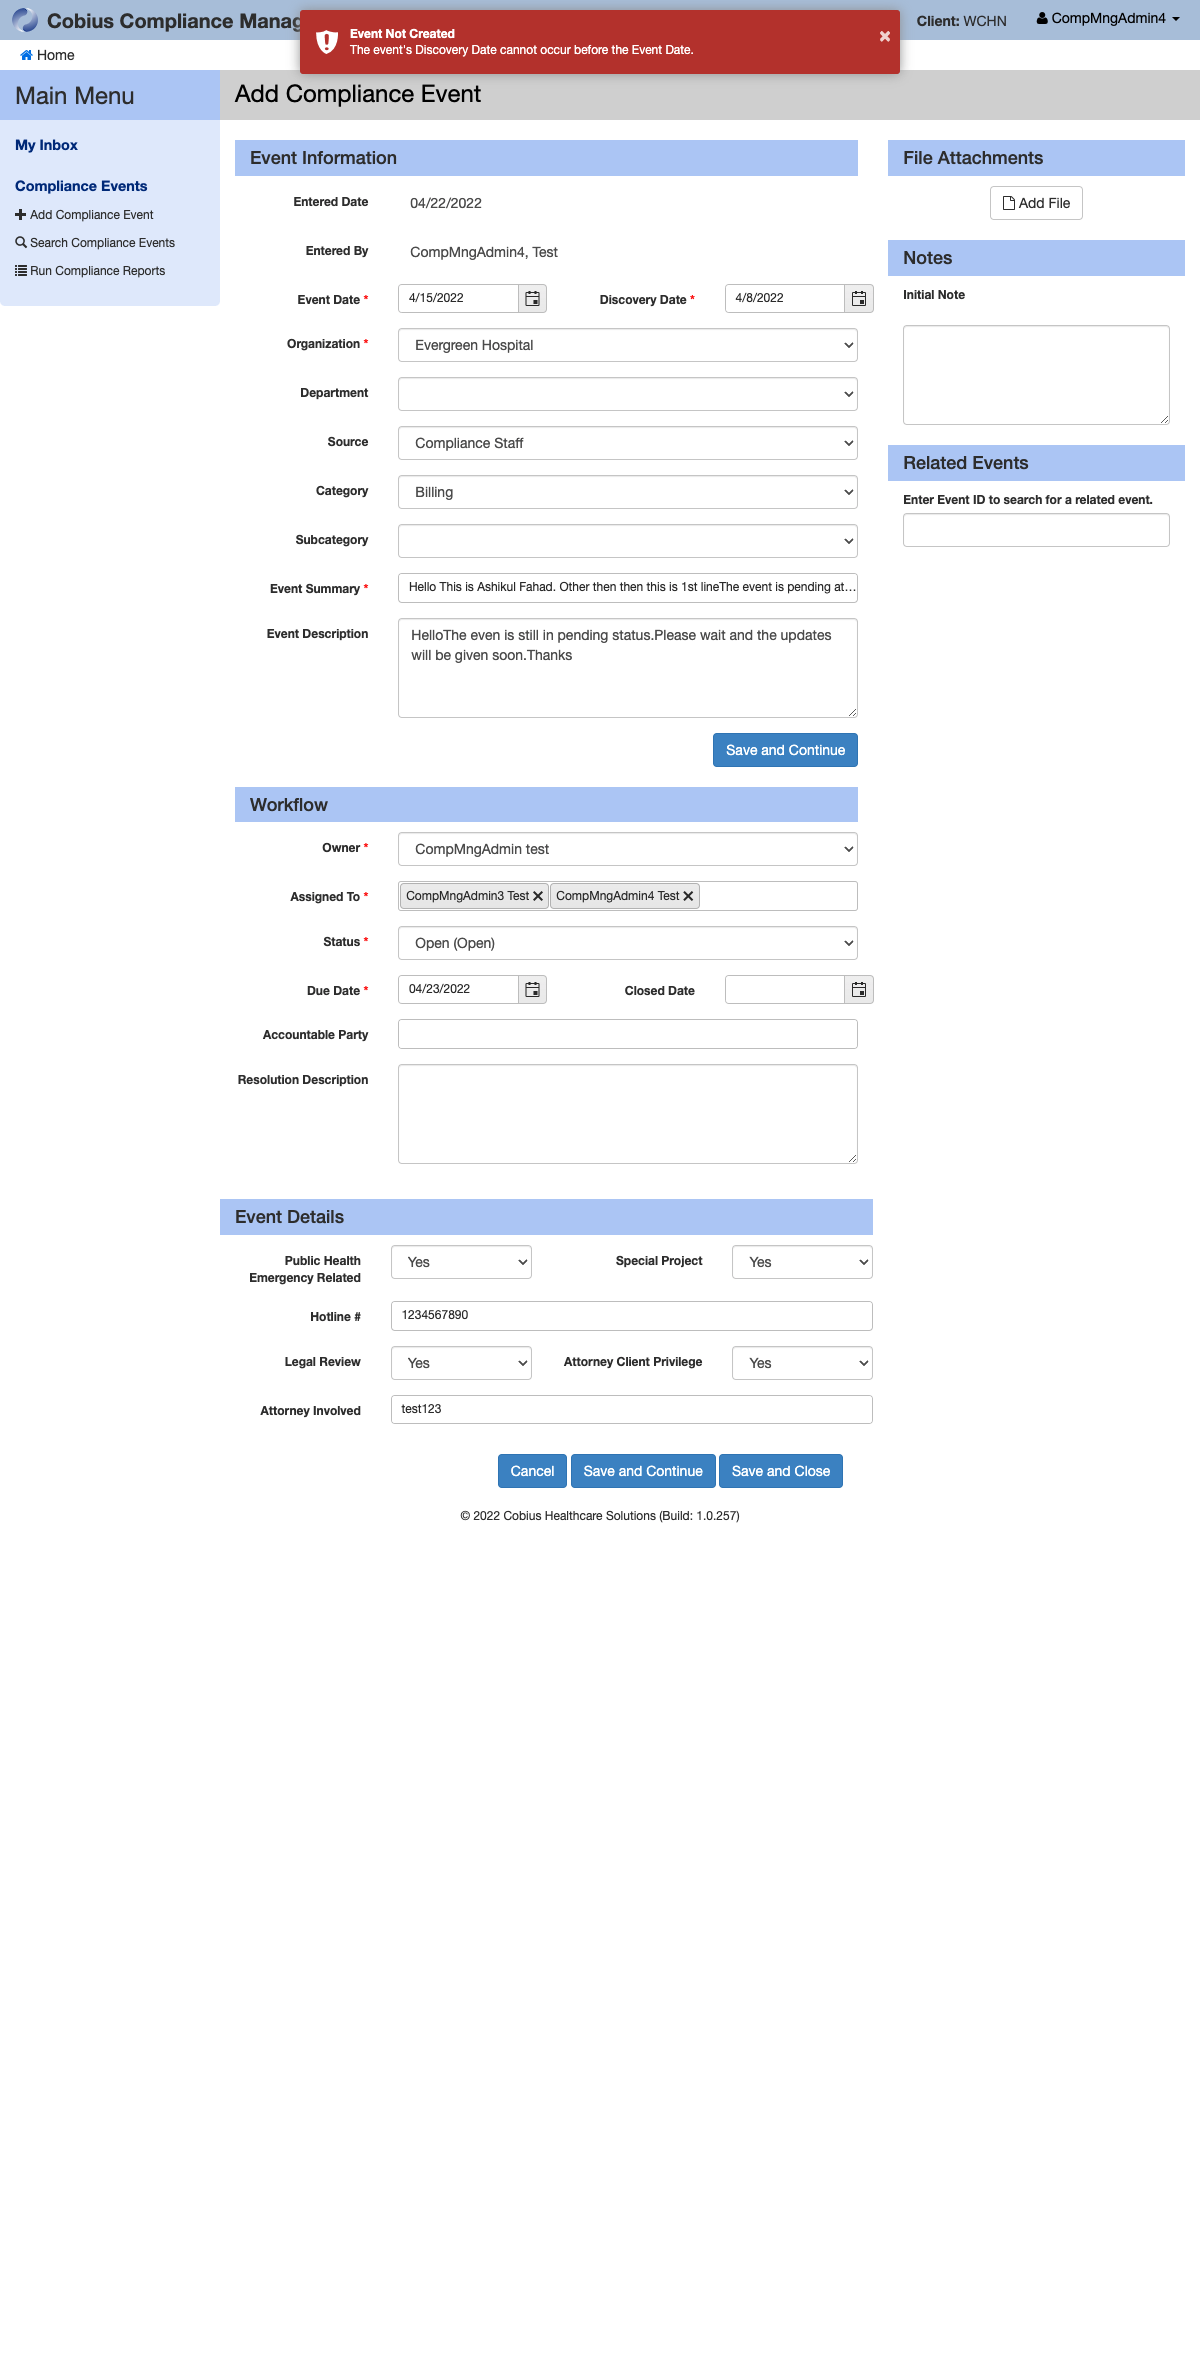 Cobius Compliance Manag
Event Not Created
The event's Discovery Date cannot occur before the Event Date.
Client: WCHN
CompMngAdmin4
Home
Main Menu
My Inbox
Compliance Events
Add Compliance Event
Search Compliance Events
Run Compliance Reports
Add Compliance Event
Event Information
Entered Date 04/22/2022
Entered By CompMngAdmin4, Test
Event Date * 4/15/2022 Discovery Date * 4/8/2022
Organization * Evergreen Hospital
Department
Source Compliance Staff
Category Billing
Subcategory
Event Summary * Hello This is Ashikul Fahad. Other then then this is 1st lineThe event is pending at...
Event Description HelloThe even is still in pending status.Please wait and the updates
will be given soon.Thanks
Save and Continue
Workflow
Owner * CompMngAdmin test
Assigned To * CompMngAdmin3 Test CompMngAdmin4 Test
Status * Open (Open)
Due Date * 04/23/2022 Closed Date
Accountable Party
Resolution Description
Event Details
Public Health
Emergency Related Yes Special Project Yes
Hotline # 1234567890
Legal Review Yes Attorney Client Privilege Yes
Attorney Involved test123
Cancel Save and Continue Save and Close
File Attachments
Add File
Notes
Initial Note
Related Events
Enter Event ID to search for a related event.
© 2022 Cobius Healthcare Solutions (Build: 1.0.257)